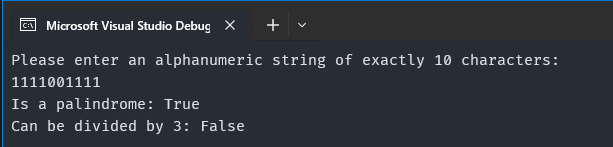 Microsoft Visual Studio Debug
Please enter an alphanumeric string of exactly 10 characters:
1111001111
Is a palindrome: True
Can be divided by 3: False